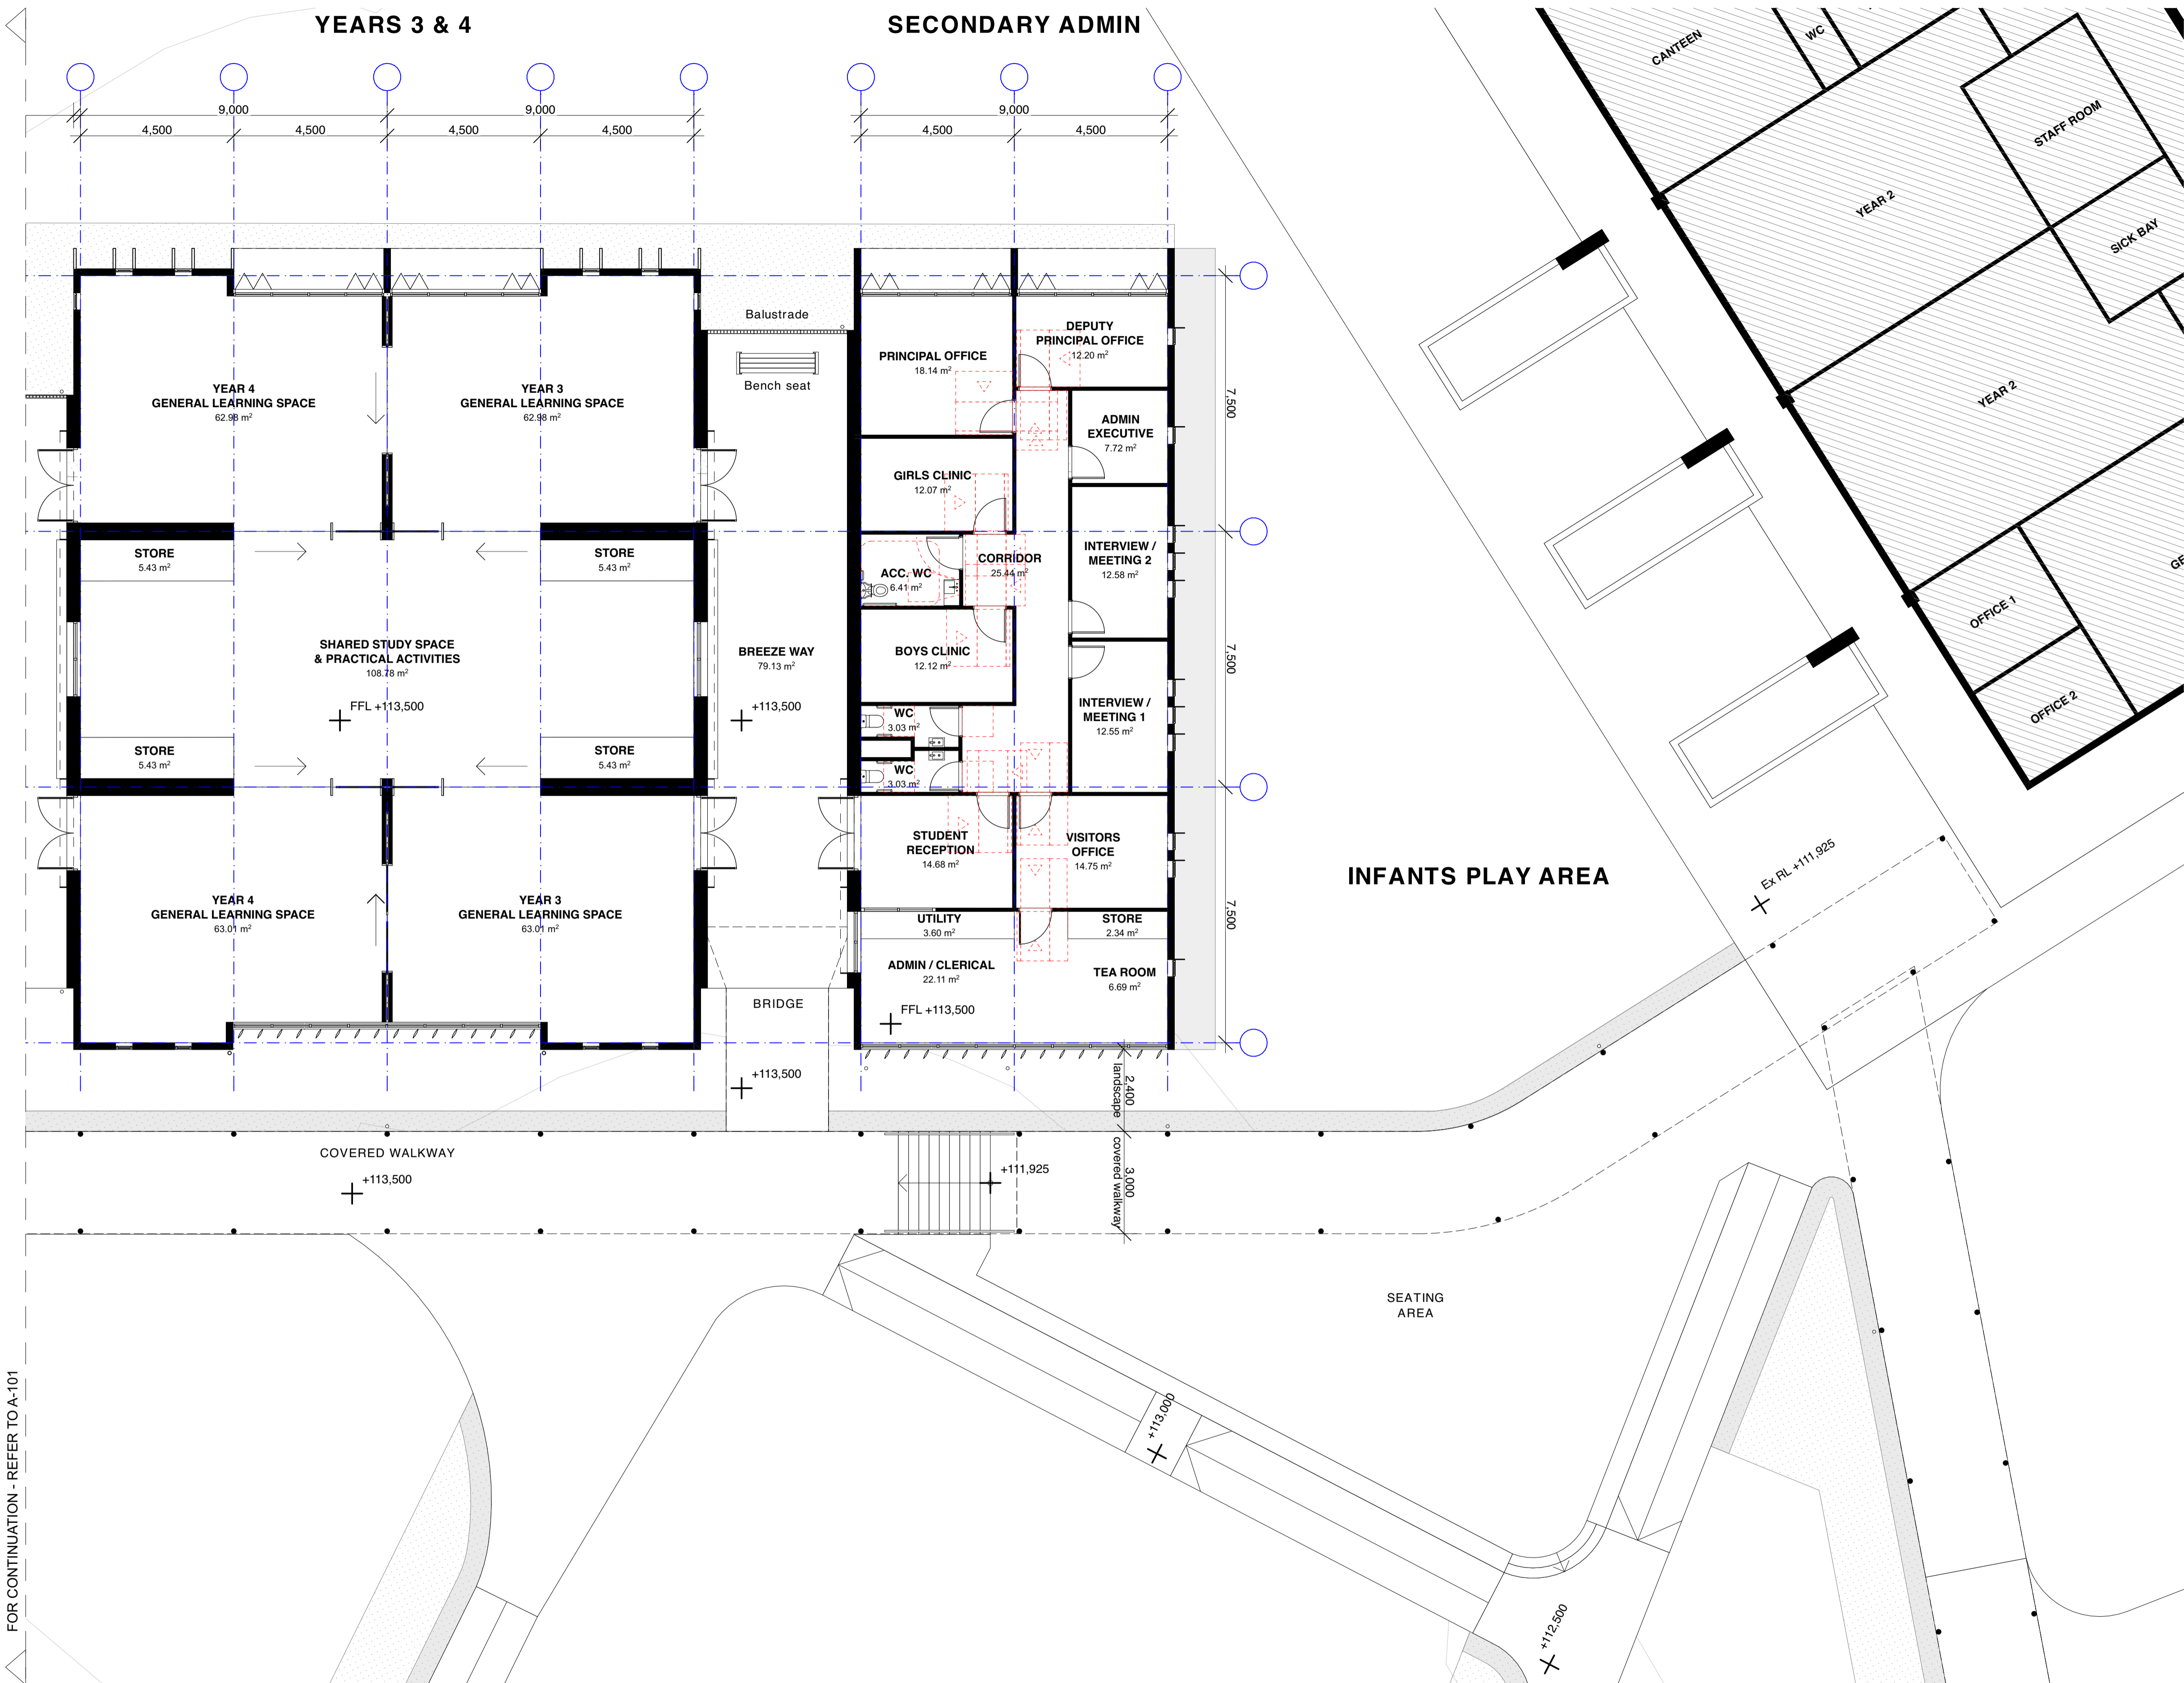 YEARS 3 & 4
SECONDARY ADMIN
9,000
9,000
9,000
4,500
4,500
4,500
4,500
4,500
4,500
CANTEEN
WC
STAFF ROOM
YEAR 2
SICK BAY
YEAR 2
OFFICE 1
OFFICE 2
Balustrade
Bench seat
YEAR 4
GENERAL LEARNING SPACE
62.98 m²
YEAR 3
GENERAL LEARNING SPACE
62.98 m²
PRINCIPAL OFFICE
18.14 m²
DEPUTY
PRINCIPAL OFFICE
12.20 m²
ADMIN
EXECUTIVE
7.72 m²
7,500
GIRLS CLINIC
12.07 m²
STORE
5.43 m²
STORE
5.43 m²
ACC. WC
6.41 m²
CORRIDOR
25.44 m²
INTERVIEW /
MEETING 2
12.58 m²
SHARED STUDY SPACE
& PRACTICAL ACTIVITIES
108.78 m²
FFL +113,500
BREEZE WAY
79.13 m²
+113,500
BOYS CLINIC
12.12 m²
7,500
INTERVIEW /
MEETING 1
12.55 m²
WC
3.03 m²
WC
3.03 m²
STORE
5.43 m²
STORE
5.43 m²
STUDENT
RECEPTION
14.68 m²
VISITORS
OFFICE
14.75 m²
YEAR 4
GENERAL LEARNING SPACE
63.01 m²
YEAR 3
GENERAL LEARNING SPACE
63.01 m²
UTILITY
3.60 m²
STORE
2.34 m²
7,500
ADMIN / CLERICAL
22.11 m²
TEA ROOM
6.69 m²
FFL +113,500
BRIDGE
+113,500
INFANTS PLAY AREA
Ex RL +111,925
2,400
landscape
3,000
covered walkway
COVERED WALKWAY
+113,500
+111,925
SEATING
AREA
+113,000
+112,500
FOR CONTINUATION - REFER TO A-101